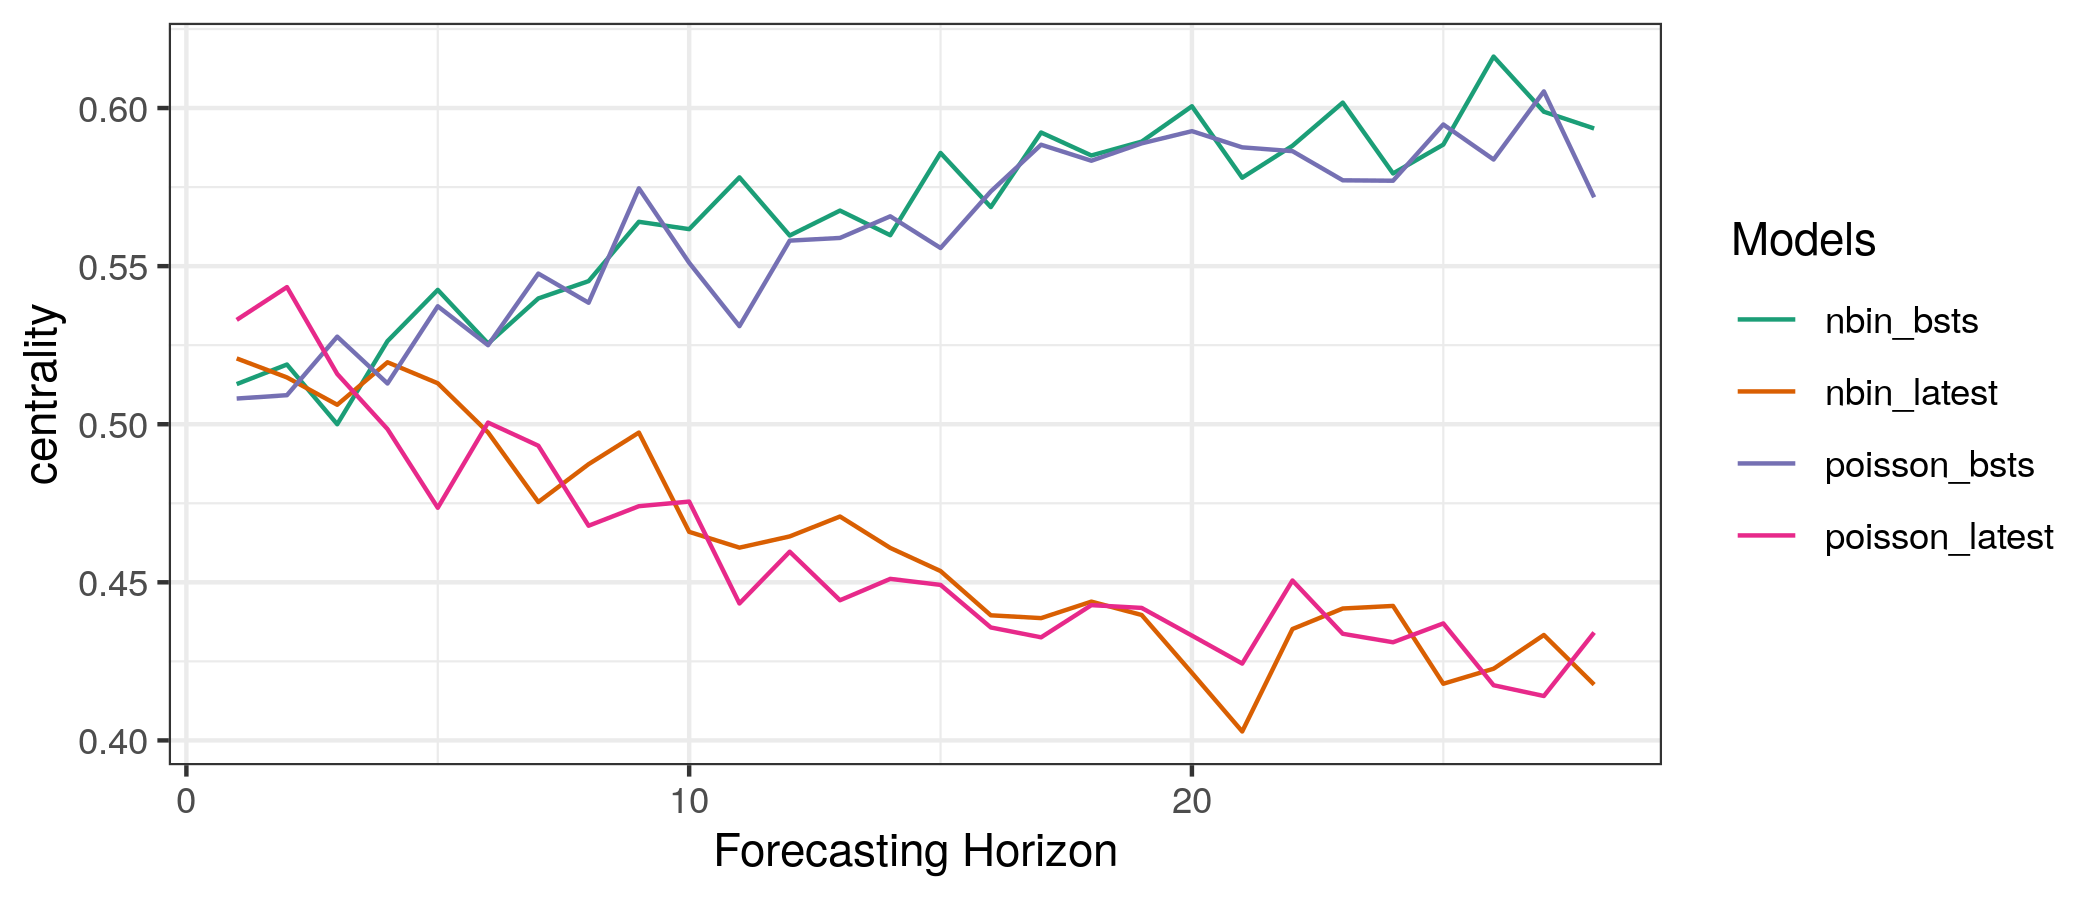 0.60
0.55
0.50
0.45
0.40
centrality
0
10
20
Forecasting Horizon
Models
nbin_bsts
nbin_latest
poisson_bsts
poisson_latest